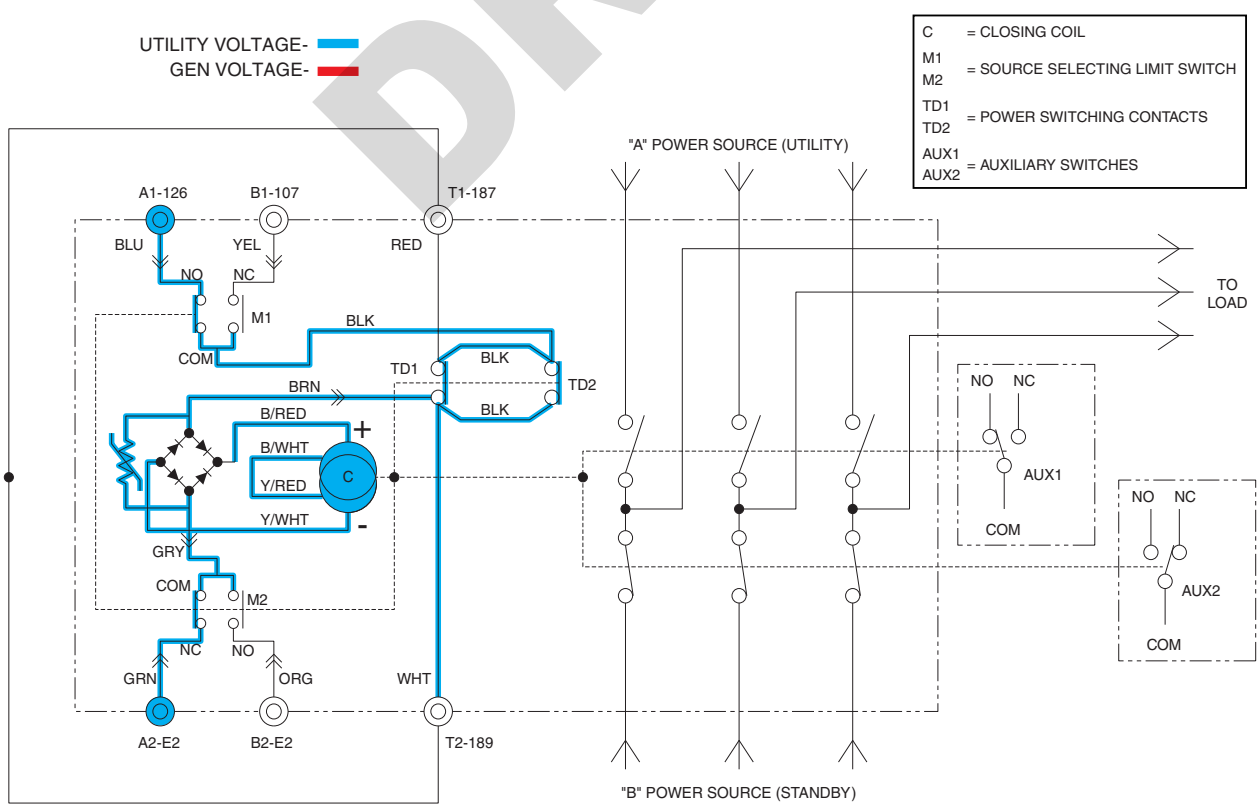 UTILITY VOLTAGE-
GEN VOLTAGE-
C = CLOSING COIL
M1
M2 = SOURCE SELECTING LIMIT SWITCH
TD1
TD2 = POWER SWITCHING CONTACTS
AUX1
AUX2 = AUXILIARY SWITCHES
"A" POWER SOURCE (UTILITY)
A1-126
B1-107
T1-187
BLU
YEL
RED
NO
NC
M1
COM
BLK
TO
LOAD
TD1
BLK
TD2
BRN
BLK
B/RED
+
B/WHT
C
Y/RED
Y/WHT
-
GRY
NO NC
AUX1
COM
NO NC
AUX2
COM
COM
M2
NC
NO
GRN
ORG
WHT
A2-E2
B2-E2
T2-189
"B" POWER SOURCE (STANDBY)